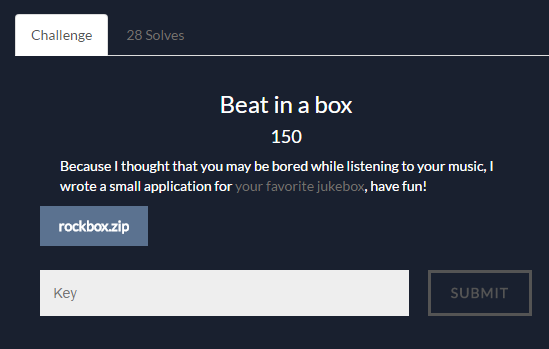 Challenge
28 Solves
Beat in a box
150
Because I thought that you may be bored while listening to your music, I
wrote a small application for your favorite jukebox, have fun!
rockbox.zip
Key
SUBMIT